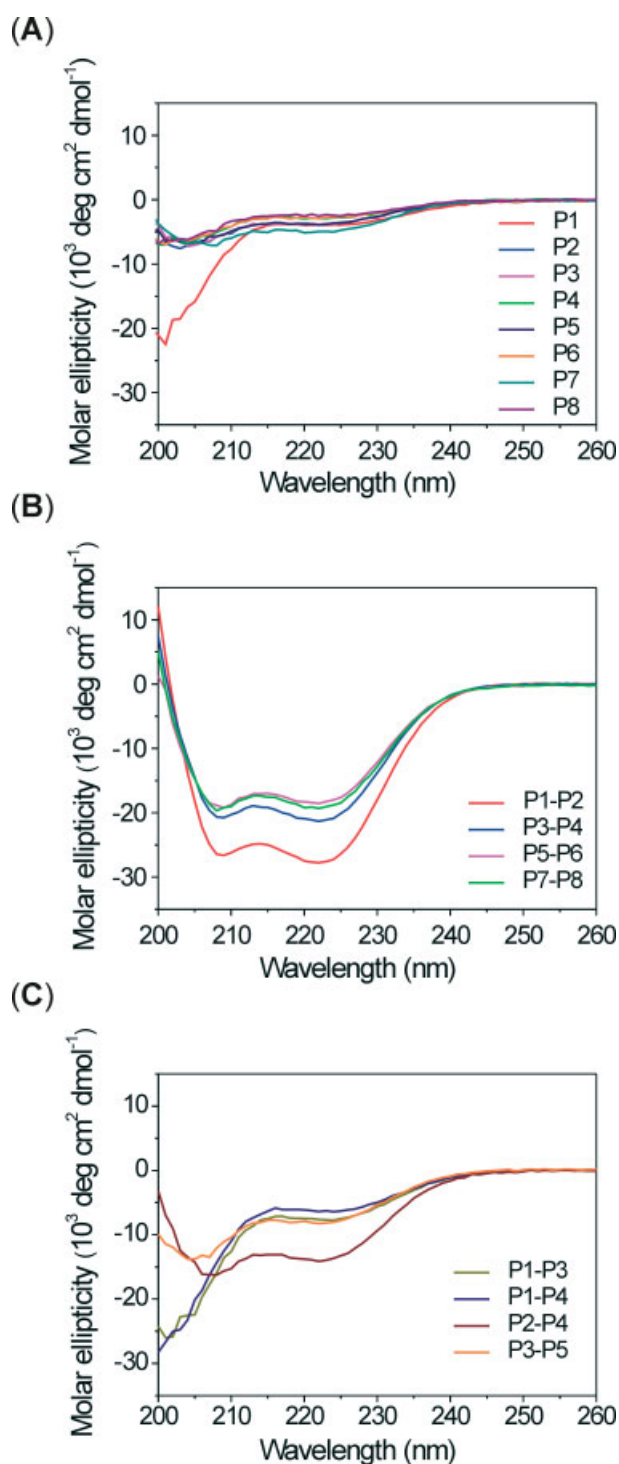 (A)
Molar ellipticity (10³ deg cm² dmol⁻¹)
10
0
-10
-20
-30
200 210 220 230 240 250 260
Wavelength (nm)
P1
P2
P3
P4
P5
P6
P7
P8
(B)
Molar ellipticity (10³ deg cm² dmol⁻¹)
10
0
-10
-20
-30
200 210 220 230 240 250 260
Wavelength (nm)
P1-P2
P3-P4
P5-P6
P7-P8
(C)
Molar ellipticity (10³ deg cm² dmol⁻¹)
10
0
-10
-20
-30
200 210 220 230 240 250 260
Wavelength (nm)
P1-P3
P1-P4
P2-P4
P3-P5